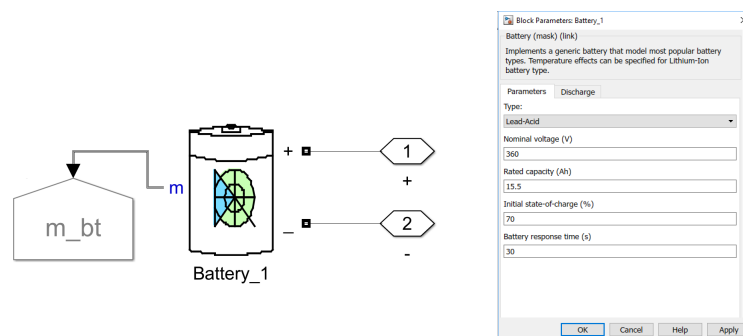 m_bt
m
+
_
1
+
2
-
Battery_1
Block Parameters: Battery_1
Battery (mask) (link)
Implements a generic battery that model most popular battery
types. Temperature effects can be specified for Lithium-Ion
battery type.
Parameters Discharge
Type:
Lead-Acid
Nominal voltage (V)
360
Rated capacity (Ah)
15.5
Initial state-of-charge (%)
70
Battery response time (s)
30
OK Cancel Help Apply